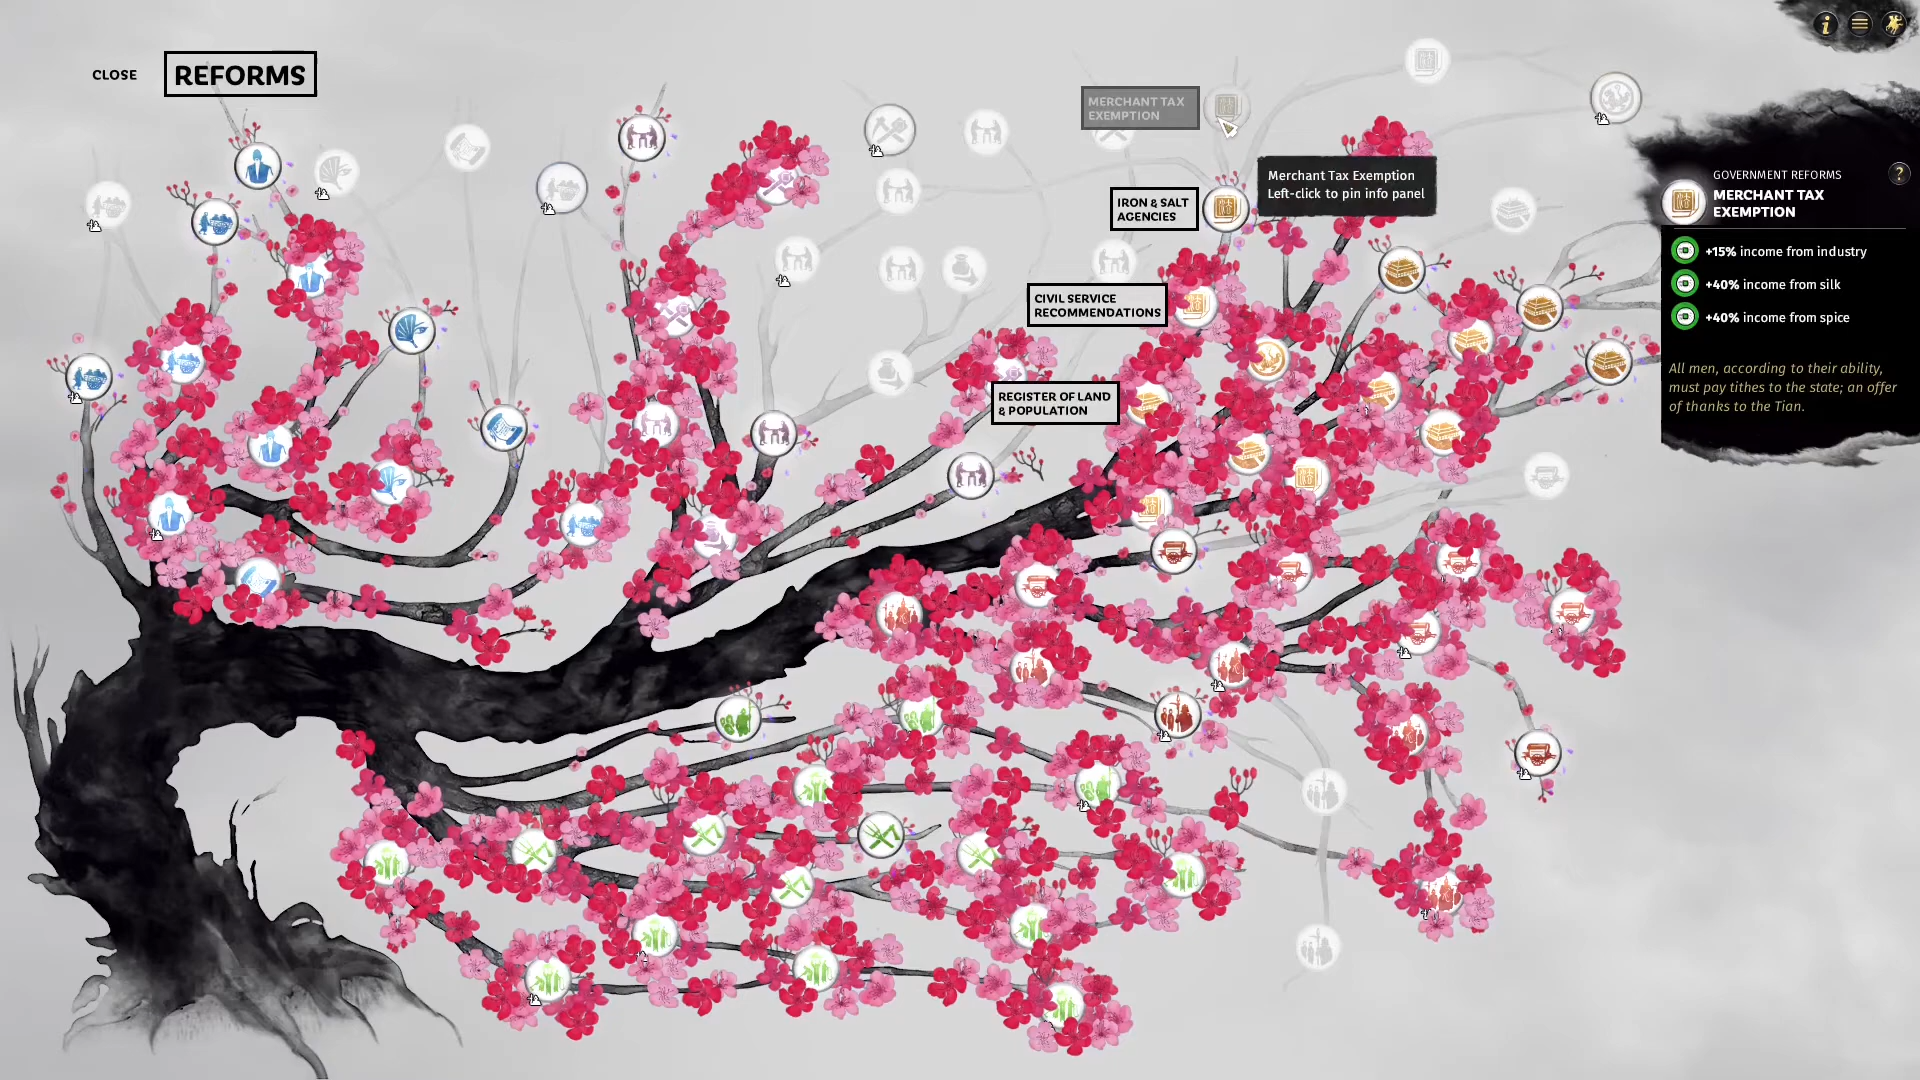 CLOSE
REFORMS
MERCHANT TAX
EXEMPTION
Merchant Tax Exemption
Left-click to pin info panel
IRON & SALT
AGENCIES
CIVIL SERVICE
RECOMMENDATIONS
REGISTER OF LAND
& POPULATION
GOVERNMENT REFORMS
?
MERCHANT TAX
EXEMPTION
+15% income from industry
+40% income from silk
+40% income from spice
All men, according to their ability,
must pay tithes to the state; an offer
of thanks to the Tian.